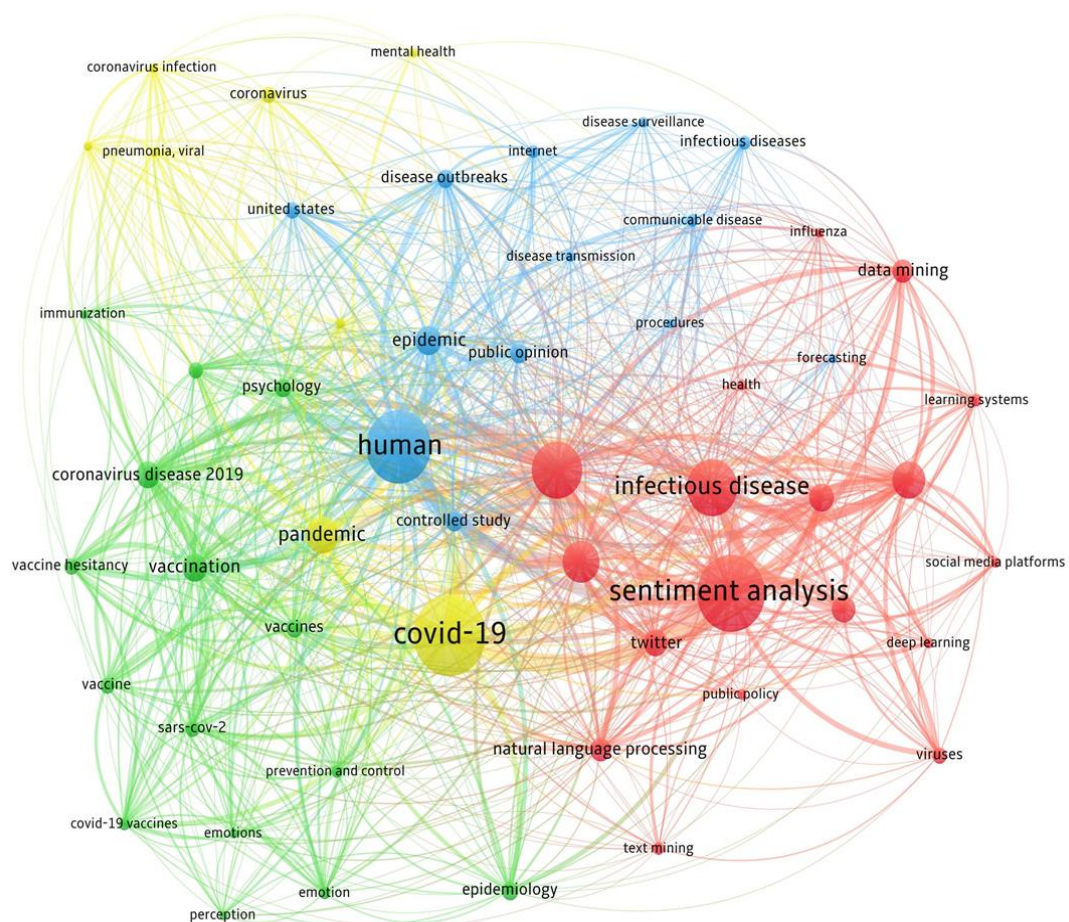 mental health
coronavirus infection
coronavirus
disease surveillance
infectious diseases
pneumonia, viral
internet
disease outbreaks
united states
communicable disease
influenza
disease transmission
data mining
immunization
procedures
epidemic
public opinion
forecasting
psychology
health
learning systems
human
coronavirus disease 2019
infectious disease
controlled study
pandemic
vaccine hesitancy
vaccination
social media platforms
sentiment analysis
vaccines
covid-19
twitter
deep learning
vaccine
public policy
sars-cov-2
natural language processing
viruses
prevention and control
covid-19 vaccines
emotions
text mining
emotion
epidemiology
perception